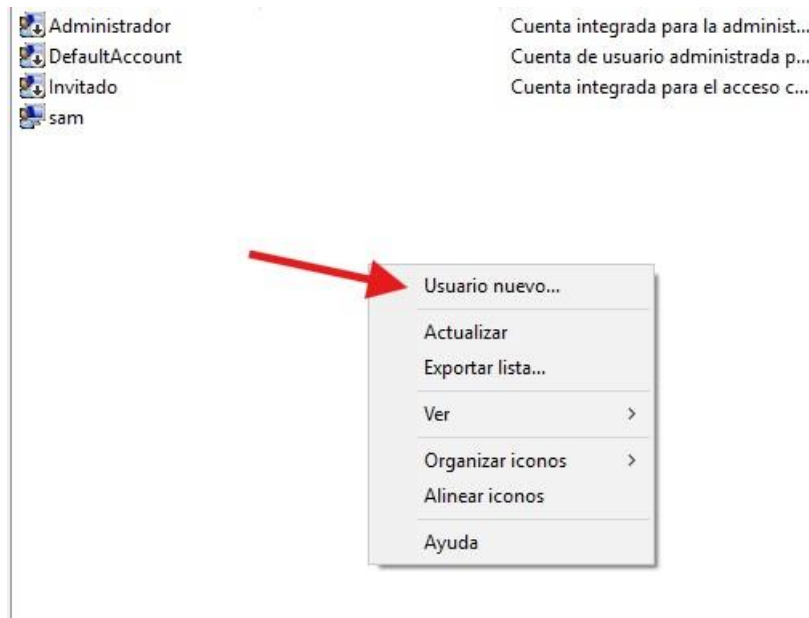 Administrador Cuenta integrada para la administ...
DefaultAccount Cuenta de usuario administrada p...
Invitado Cuenta integrada para el acceso c...
sam
Usuario nuevo...
Actualizar
Exportar lista...
Ver
Organizar iconos
Alinear iconos
Ayuda